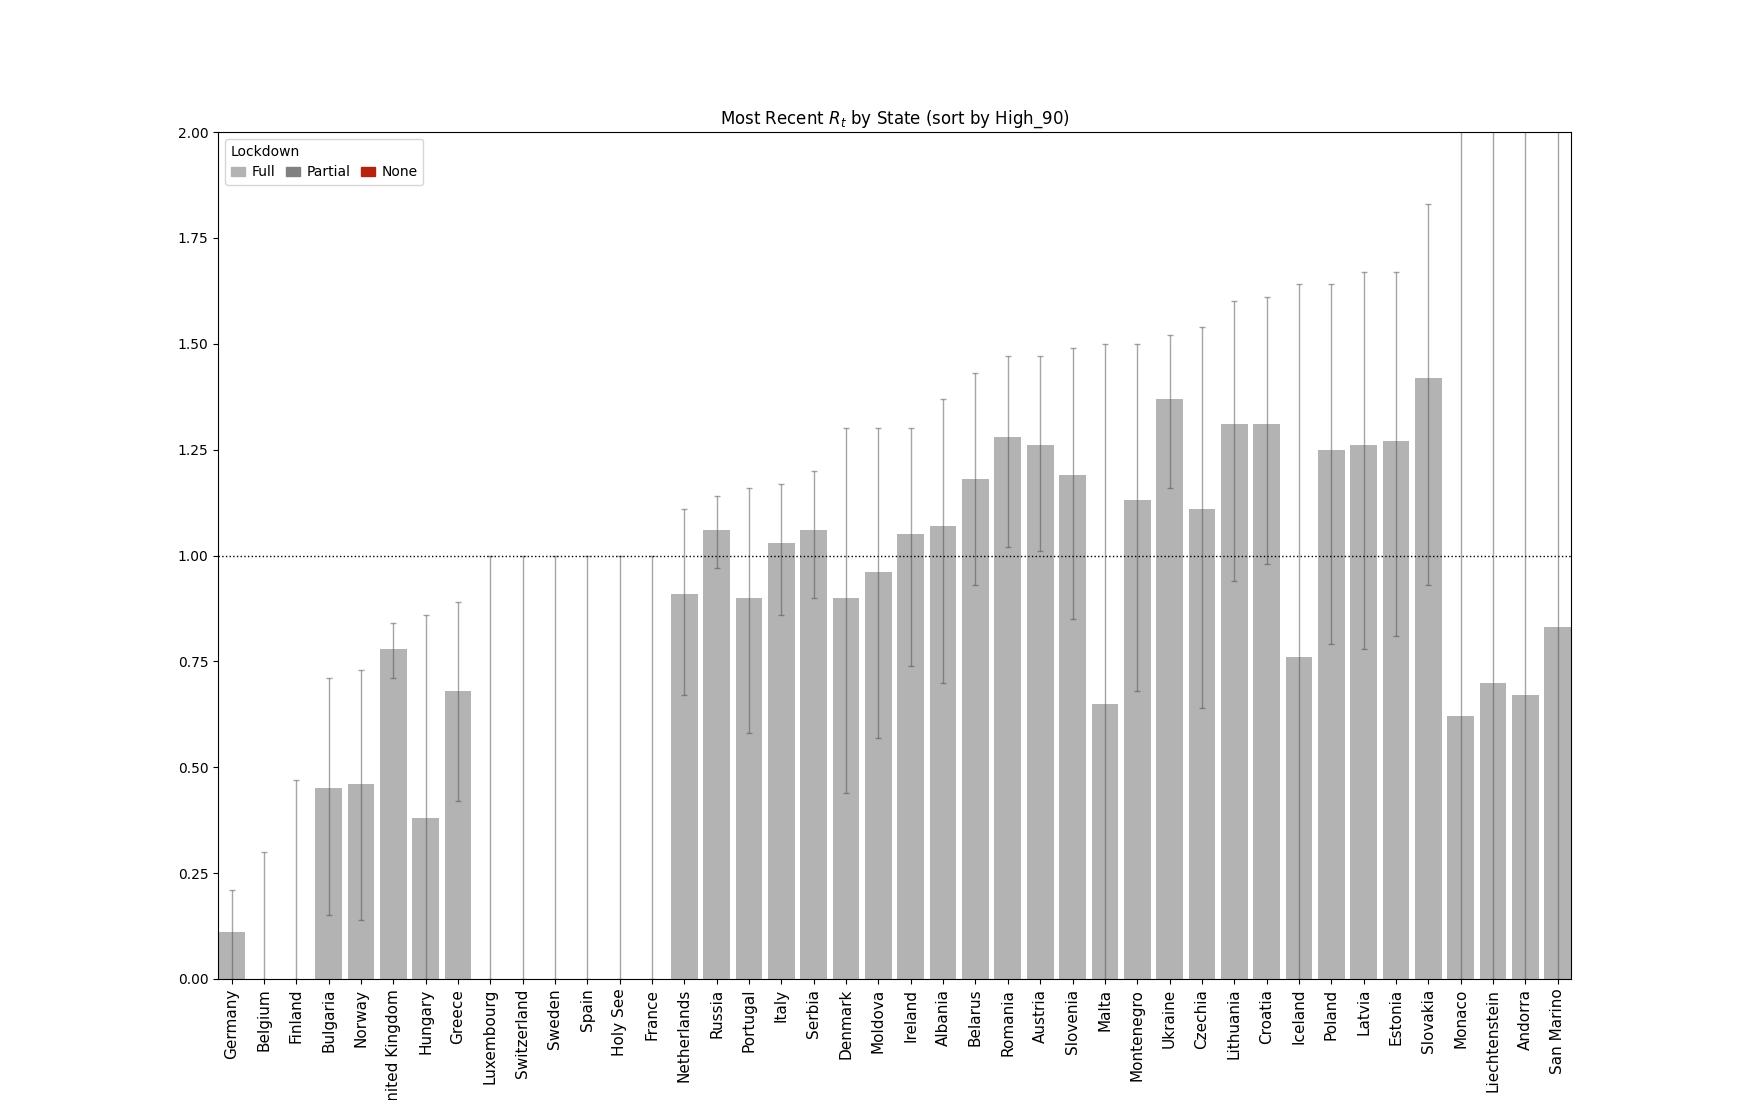 Most Recent R_t by State (sort by High_90)
Lockdown
Full Partial None
2.00
1.75
1.50
1.25
1.00
0.75
0.50
0.25
0.00
Germany
Belgium
Finland
Bulgaria
Norway
nited Kingdom
Hungary
Greece
Luxembourg
Switzerland
Sweden
Spain
Holy See
France
Netherlands
Russia
Portugal
Italy
Serbia
Denmark
Moldova
Ireland
Albania
Belarus
Romania
Austria
Slovenia
Malta
Montenegro
Ukraine
Czechia
Lithuania
Croatia
Iceland
Poland
Latvia
Estonia
Slovakia
Monaco
Liechtenstein
Andorra
San Marino